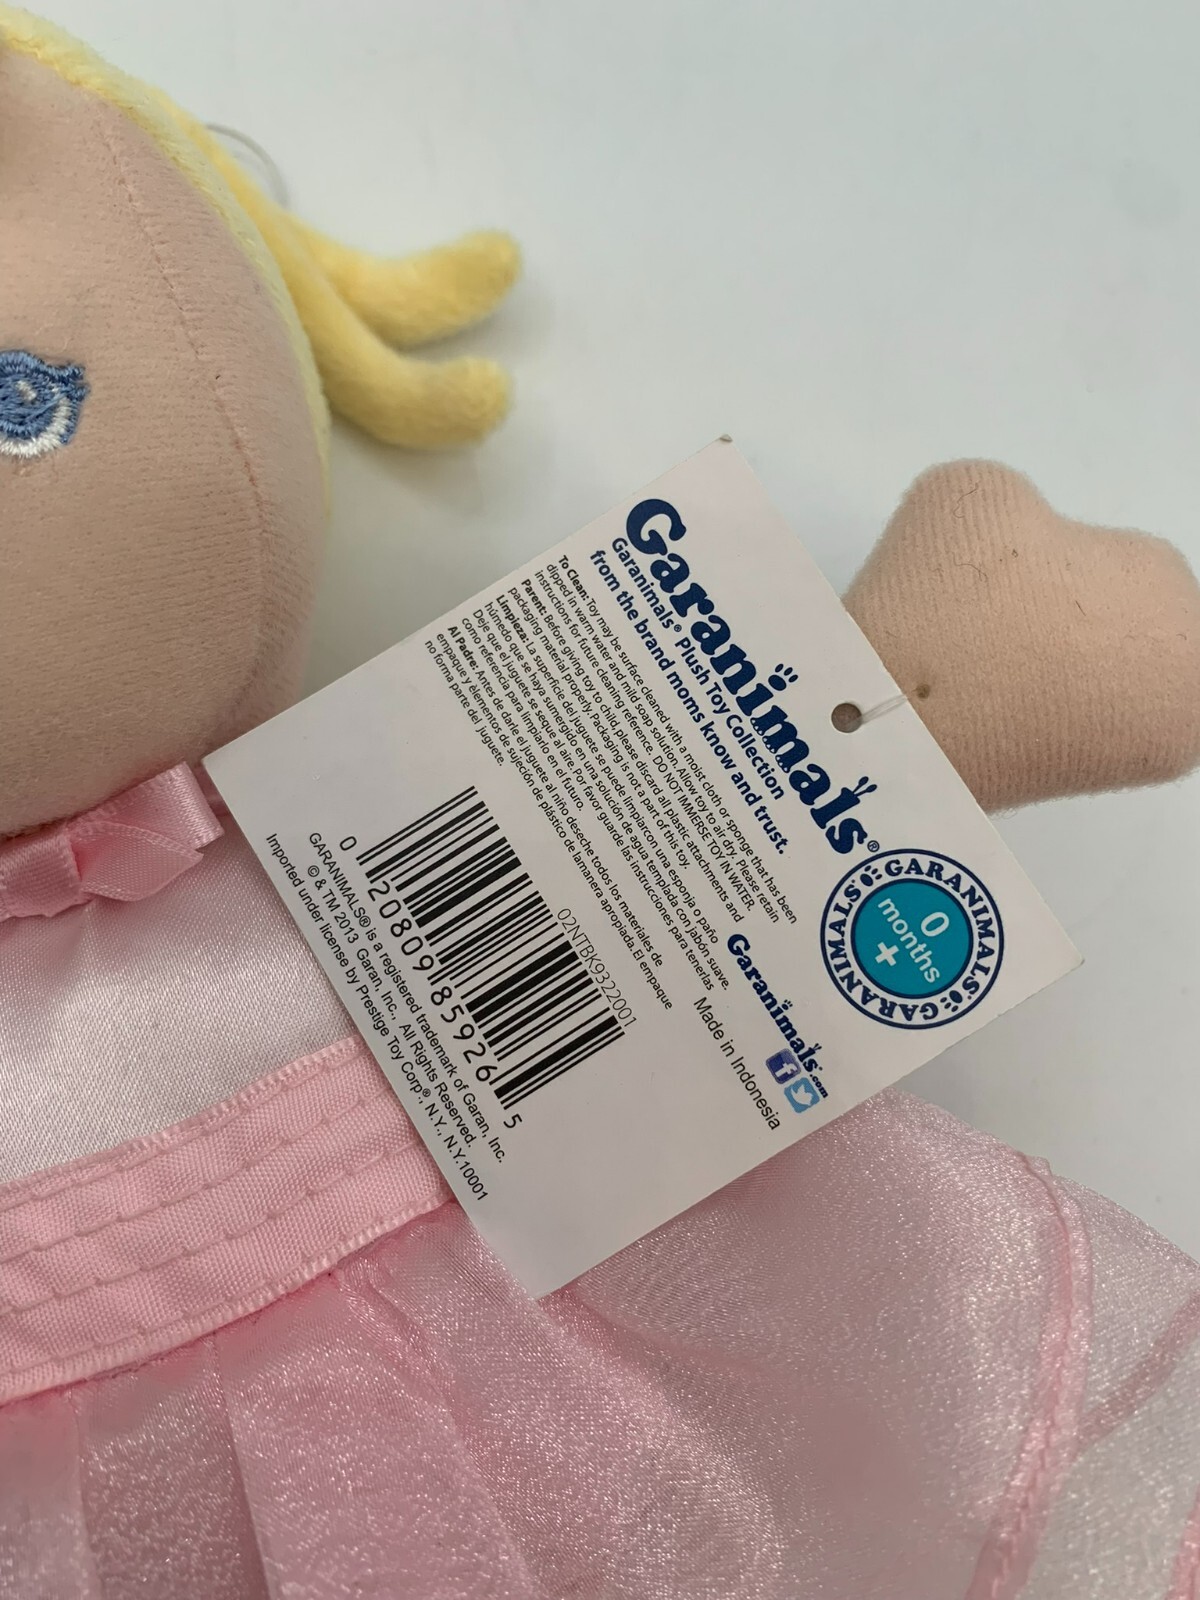 Garanimals®
Garanimals® Plush Toy Collection
from the brand moms know and trust.
To Clean: Toy may be surface cleaned with a moist cloth or sponge that has been
dipped in warm water and mild soap solution. Allow toy to air dry. Please retain
instructions for future cleaning reference. DO NOT IMMERSE TOY IN WATER.
Parent: Before giving toy to child, please discard all plastic attachments and
packaging material properly. Packaging is not a part of this toy.
Limpieza: La superficie del juguete se puede limpiarcon una esponja o paño
húmedo que se haya sumergido en una solución de agua templada con jabón suave.
Deje que el juguete se seque al aire. Por favor guarde las instrucciones para tenerlas
como referencia para limpiarlo en el futuro.
Al Padre: Antes de darle el juguete al niño deseche todos los materiales de
empaque y élementos de sujeción de plástico de lamanera apropiada. El empaque
no forma parte del juguete.
GARANIMALS GARANIMALS GARANIMALS
0
months
+
Garanimals.com
f
Made in Indonesia
02NTBK9322001
0 20809 85926 5
GARANIMALS® is a registered trademark of Garan, Inc.
© & TM 2013 Garan, Inc., All Rights Reserved.
Imported under license by Prestige Toy Corp®, N.Y., N.Y.10001